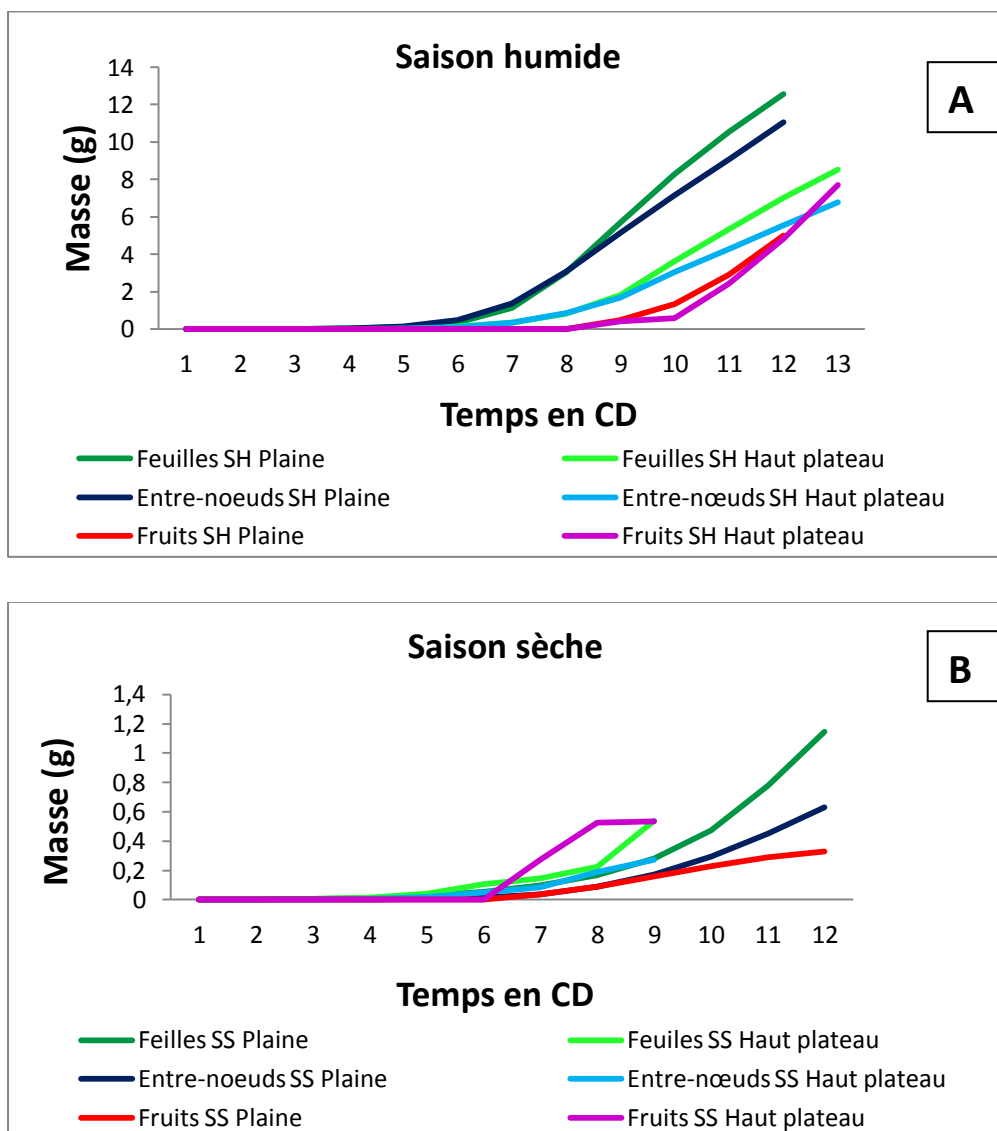 Saison humide
A
14
12
10
8
6
4
2
0
Masse (g)
1 2 3 4 5 6 7 8 9 10 11 12 13
Temps en CD
Feuilles SH Plaine Feuilles SH Haut plateau
Entre-noeuds SH Plaine Entre-nœuds SH Haut plateau
Fruits SH Plaine Fruits SH Haut plateau
Saison sèche
B
1,4
1,2
1
0,8
0,6
0,4
0,2
0
Masse (g)
1 2 3 4 5 6 7 8 9 10 11 12
Temps en CD
Feilles SS Plaine Feuiles SS Haut plateau
Entre-noeuds SS Plaine Entre-nœuds SS Haut plateau
Fruits SS Plaine Fruits SS Haut plateau